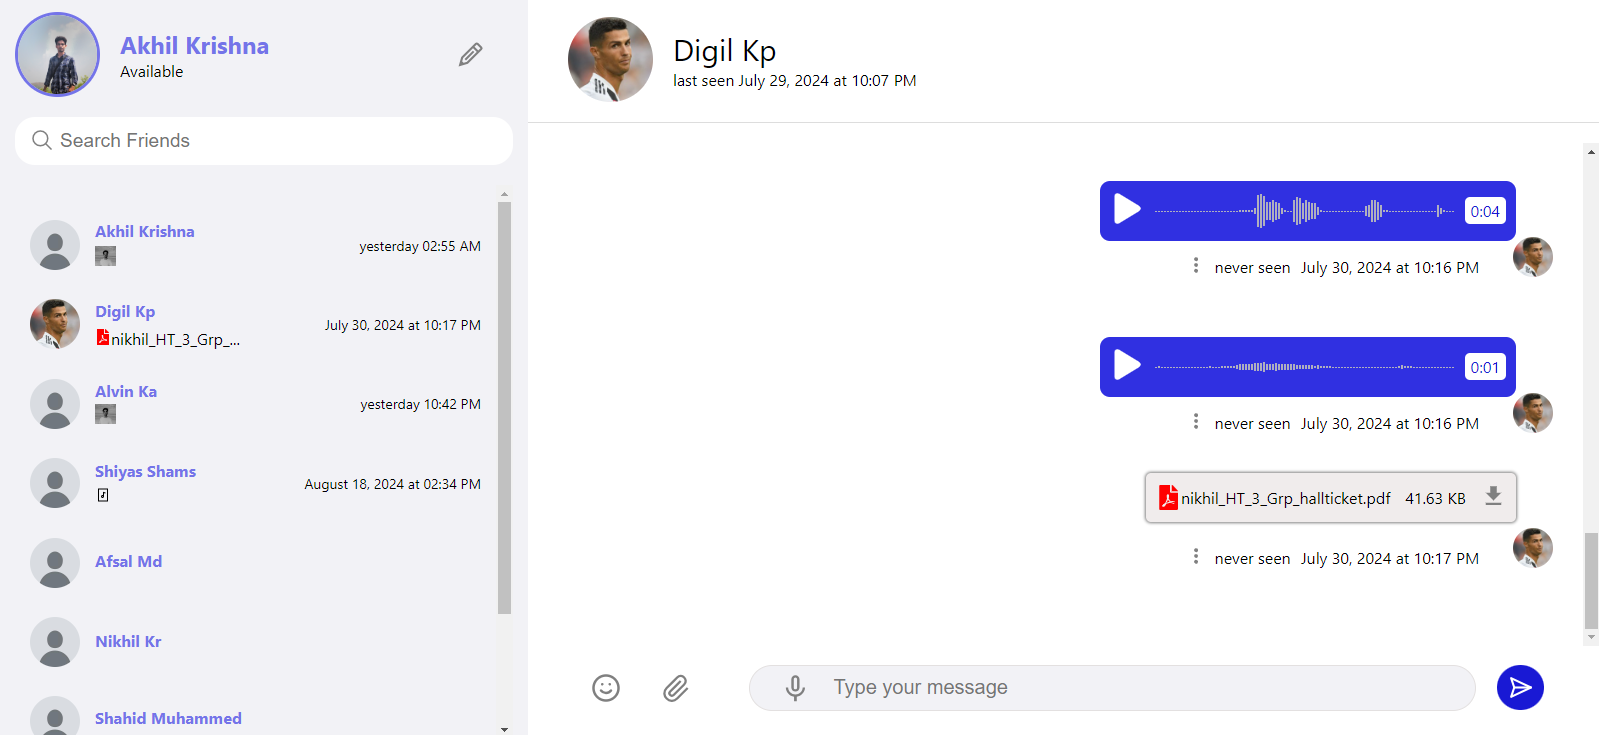 Akhil Krishna
Available
Search Friends
Akhil Krishna
yesterday 02:55 AM
Digil Kp
nikhil_HT_3_Grp_...
July 30, 2024 at 10:17 PM
Alvin Ka
yesterday 10:42 PM
Shiyas Shams
August 18, 2024 at 02:34 PM
Afsal Md
Nikhil Kr
Shahid Muhammed
Digil Kp
last seen July 29, 2024 at 10:07 PM
0:04
never seen July 30, 2024 at 10:16 PM
0:01
never seen July 30, 2024 at 10:16 PM
nikhil_HT_3_Grp_hallticket.pdf 41.63 KB
never seen July 30, 2024 at 10:17 PM
Type your message